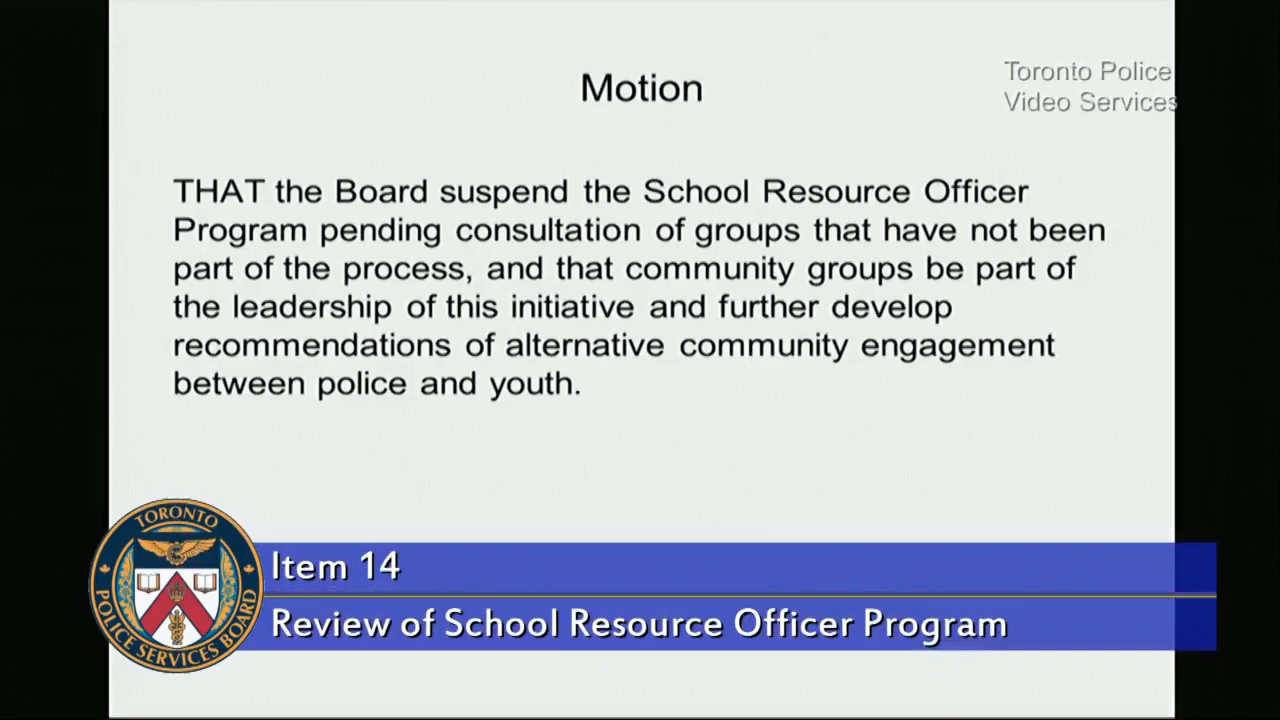 Motion
Toronto Police
Video Services
THAT the Board suspend the School Resource Officer
Program pending consultation of groups that have not been
part of the process, and that community groups be part of
the leadership of this initiative and further develop
recommendations of alternative community engagement
between police and youth.
TORONTO
POLICE SERVICES BOARD
Item 14
Review of School Resource Officer Program